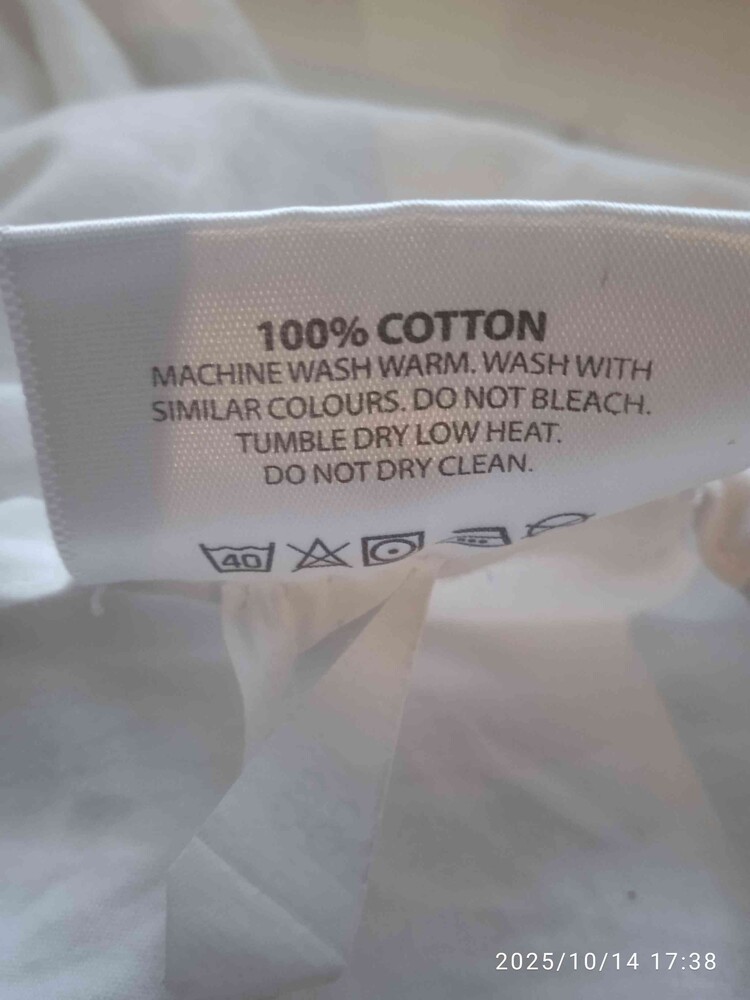 100% COTTON
MACHINE WASH WARM. WASH WITH
SIMILAR COLOURS. DO NOT BLEACH.
TUMBLE DRY LOW HEAT.
DO NOT DRY CLEAN.
40
2025/10/14 17:38